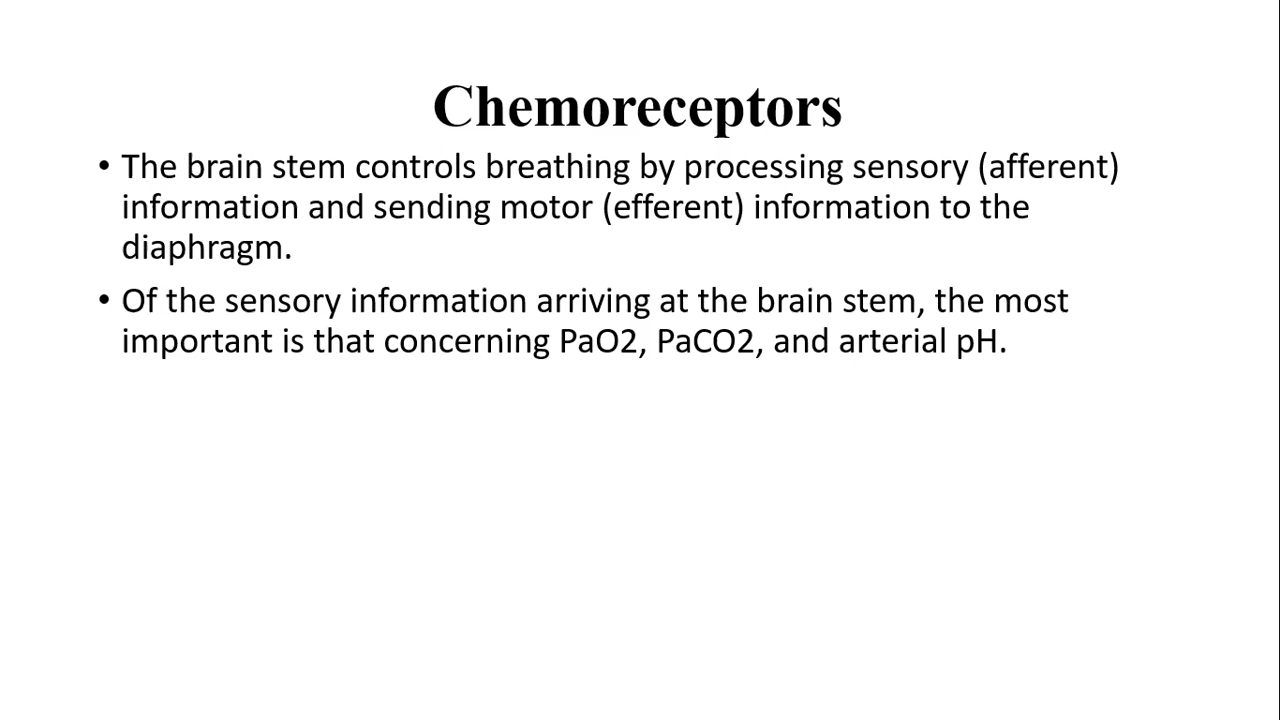 Chemoreceptors
• The brain stem controls breathing by processing sensory (afferent)
information and sending motor (efferent) information to the
diaphragm.
• Of the sensory information arriving at the brain stem, the most
important is that concerning PaO2, PaCO2, and arterial pH.